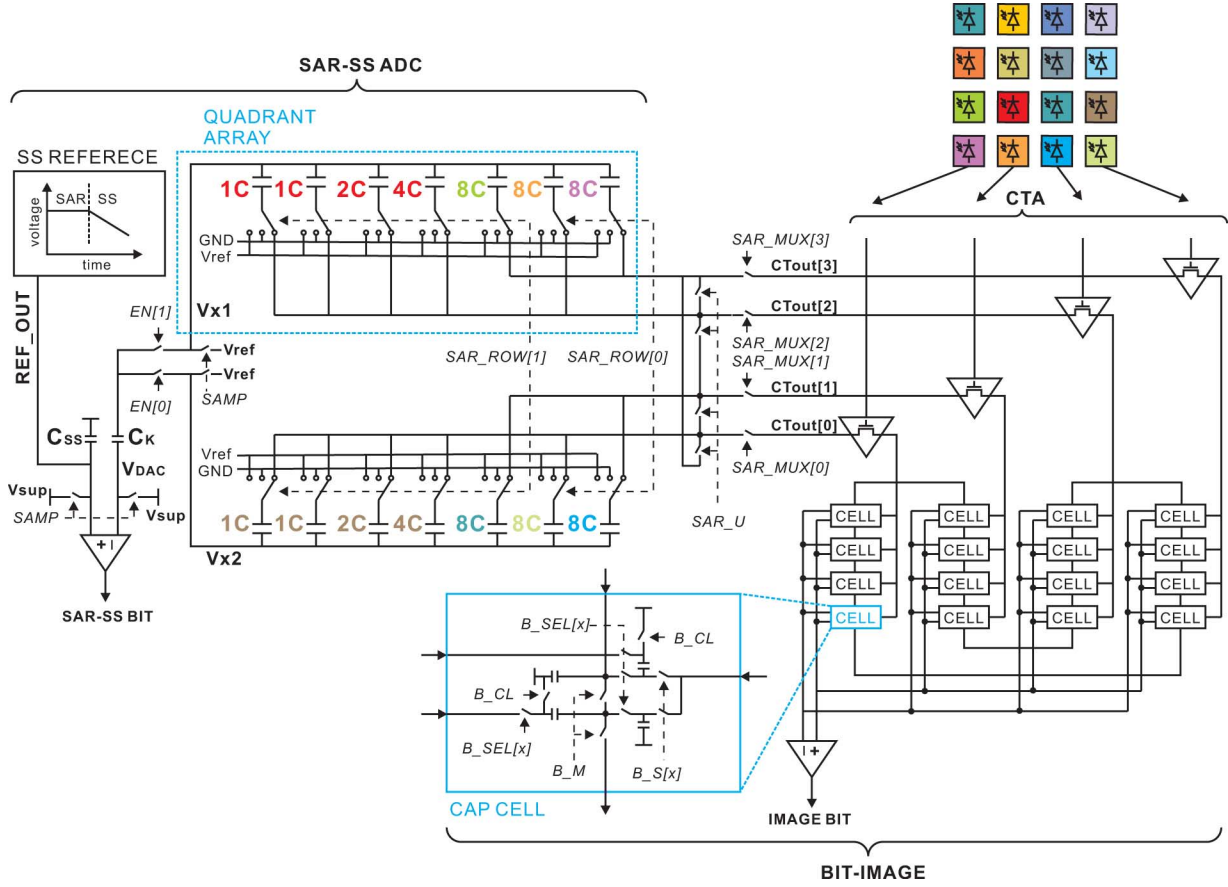 SAR-SS ADC
QUADRANT
ARRAY
SS REFERECE
voltage
SAR
SS
time
1C 1C 2C 4C 8C 8C 8C
GND
Vref
Vx1
REF_OUT
EN[1]
Vref
Vref
EN[0]
SAMP
SAR_ROW[1]
SAR_ROW[0]
CTA
SAR_MUX[3]
CTout[3]
CTout[2]
SAR_MUX[2]
SAR_MUX[1]
CTout[1]
CTout[0]
SAR_MUX[0]
SAR_U
CSS
CK
VDAC
Vsup
SAMP
Vsup
+ -
SAR-SS BIT
Vref
GND
1C 1C 2C 4C 8C 8C 8C
Vx2
CELL CELL CELL CELL
CELL CELL CELL CELL
CELL CELL CELL CELL
CELL CELL CELL CELL
B_SEL[x]
B_CL
B_CL
B_SEL[x]
B_M
B_S[x]
CAP CELL
- +
IMAGE BIT
BIT-IMAGE